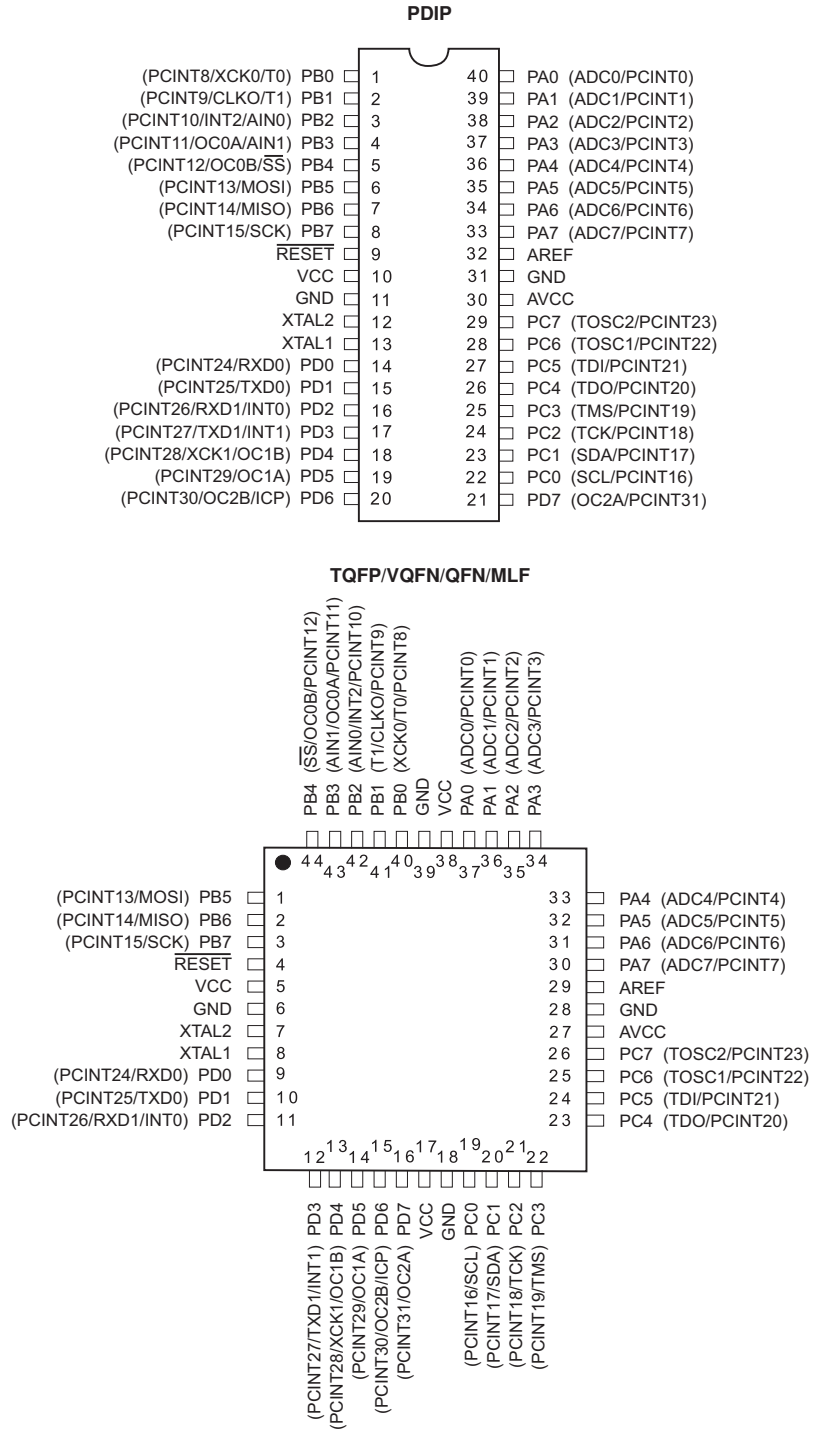 PDIP
(PCINT8/XCK0/T0) PB0 1 40 PA0 (ADC0/PCINT0)
(PCINT9/CLKO/T1) PB1 2 39 PA1 (ADC1/PCINT1)
(PCINT10/INT2/AIN0) PB2 3 38 PA2 (ADC2/PCINT2)
(PCINT11/OC0A/AIN1) PB3 4 37 PA3 (ADC3/PCINT3)
(PCINT12/OC0B/SS) PB4 5 36 PA4 (ADC4/PCINT4)
(PCINT13/MOSI) PB5 6 35 PA5 (ADC5/PCINT5)
(PCINT14/MISO) PB6 7 34 PA6 (ADC6/PCINT6)
(PCINT15/SCK) PB7 8 33 PA7 (ADC7/PCINT7)
RESET 9 32 AREF
VCC 10 31 GND
GND 11 30 AVCC
XTAL2 12 29 PC7 (TOSC2/PCINT23)
XTAL1 13 28 PC6 (TOSC1/PCINT22)
(PCINT24/RXD0) PD0 14 27 PC5 (TDI/PCINT21)
(PCINT25/TXD0) PD1 15 26 PC4 (TDO/PCINT20)
(PCINT26/RXD1/INT0) PD2 16 25 PC3 (TMS/PCINT19)
(PCINT27/TXD1/INT1) PD3 17 24 PC2 (TCK/PCINT18)
(PCINT28/XCK1/OC1B) PD4 18 23 PC1 (SDA/PCINT17)
(PCINT29/OC1A) PD5 19 22 PC0 (SCL/PCINT16)
(PCINT30/OC2B/ICP) PD6 20 21 PD7 (OC2A/PCINT31)
TQFP/VQFN/QFN/MLF
PB4 (SS/OC0B/PCINT12)
PB3 (AIN1/OC0A/PCINT11)
PB2 (AIN0/INT2/PCINT10)
PB1 (T1/CLKO/PCINT9)
PB0 (XCK0/T0/PCINT8)
GND
VCC
PA0 (ADC0/PCINT0)
PA1 (ADC1/PCINT1)
PA2 (ADC2/PCINT2)
PA3 (ADC3/PCINT3)
44 43 42 41 40 39 38 37 36 35 34
(PCINT13/MOSI) PB5 1 33 PA4 (ADC4/PCINT4)
(PCINT14/MISO) PB6 2 32 PA5 (ADC5/PCINT5)
(PCINT15/SCK) PB7 3 31 PA6 (ADC6/PCINT6)
RESET 4 30 PA7 (ADC7/PCINT7)
VCC 5 29 AREF
GND 6 28 GND
XTAL2 7 27 AVCC
XTAL1 8 26 PC7 (TOSC2/PCINT23)
(PCINT24/RXD0) PD0 9 25 PC6 (TOSC1/PCINT22)
(PCINT25/TXD0) PD1 10 24 PC5 (TDI/PCINT21)
(PCINT26/RXD1/INT0) PD2 11 23 PC4 (TDO/PCINT20)
12 13 14 15 16 17 18 19 20 21 22
(PCINT27/TXD1/INT1) PD3
(PCINT28/XCK1/OC1B) PD4
(PCINT29/OC1A) PD5
(PCINT30/OC2B/ICP) PD6
(PCINT31/OC2A) PD7
VCC
GND
(PCINT16/SCL) PC0
(PCINT17/SDA) PC1
(PCINT18/TCK) PC2
(PCINT19/TMS) PC3